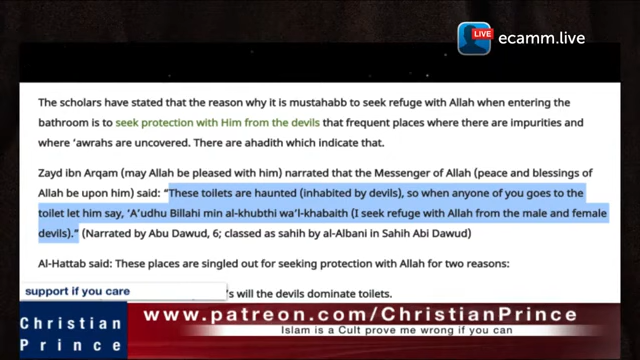 LIVE
ecamm.live
The scholars have stated that the reason why it is mustahabb to seek refuge with Allah when entering the
bathroom is to seek protection with Him from the devils that frequent places where there are impurities and
where ‘awrahs are uncovered. There are ahadith which indicate that.
Zayd ibn Arqam (may Allah be pleased with him) narrated that the Messenger of Allah (peace and blessings of
Allah be upon him) said: “These toilets are haunted (inhabited by devils), so when anyone of you goes to the
toilet let him say, ‘A’udhu Billahi min al-khubthi wa’l-khabaith (I seek refuge with Allah from the male and female
devils).” (Narrated by Abu Dawud, 6; classed as sahih by al-Albani in Sahih Abi Dawud)
Al-Hattab said: These places are singled out for seeking protection with Allah for two reasons:
support if you care
’s will the devils dominate toilets.
Christian
Prince
www.patreon.com/ChristianPrince
Islam is a Cult prove me wrong if you can